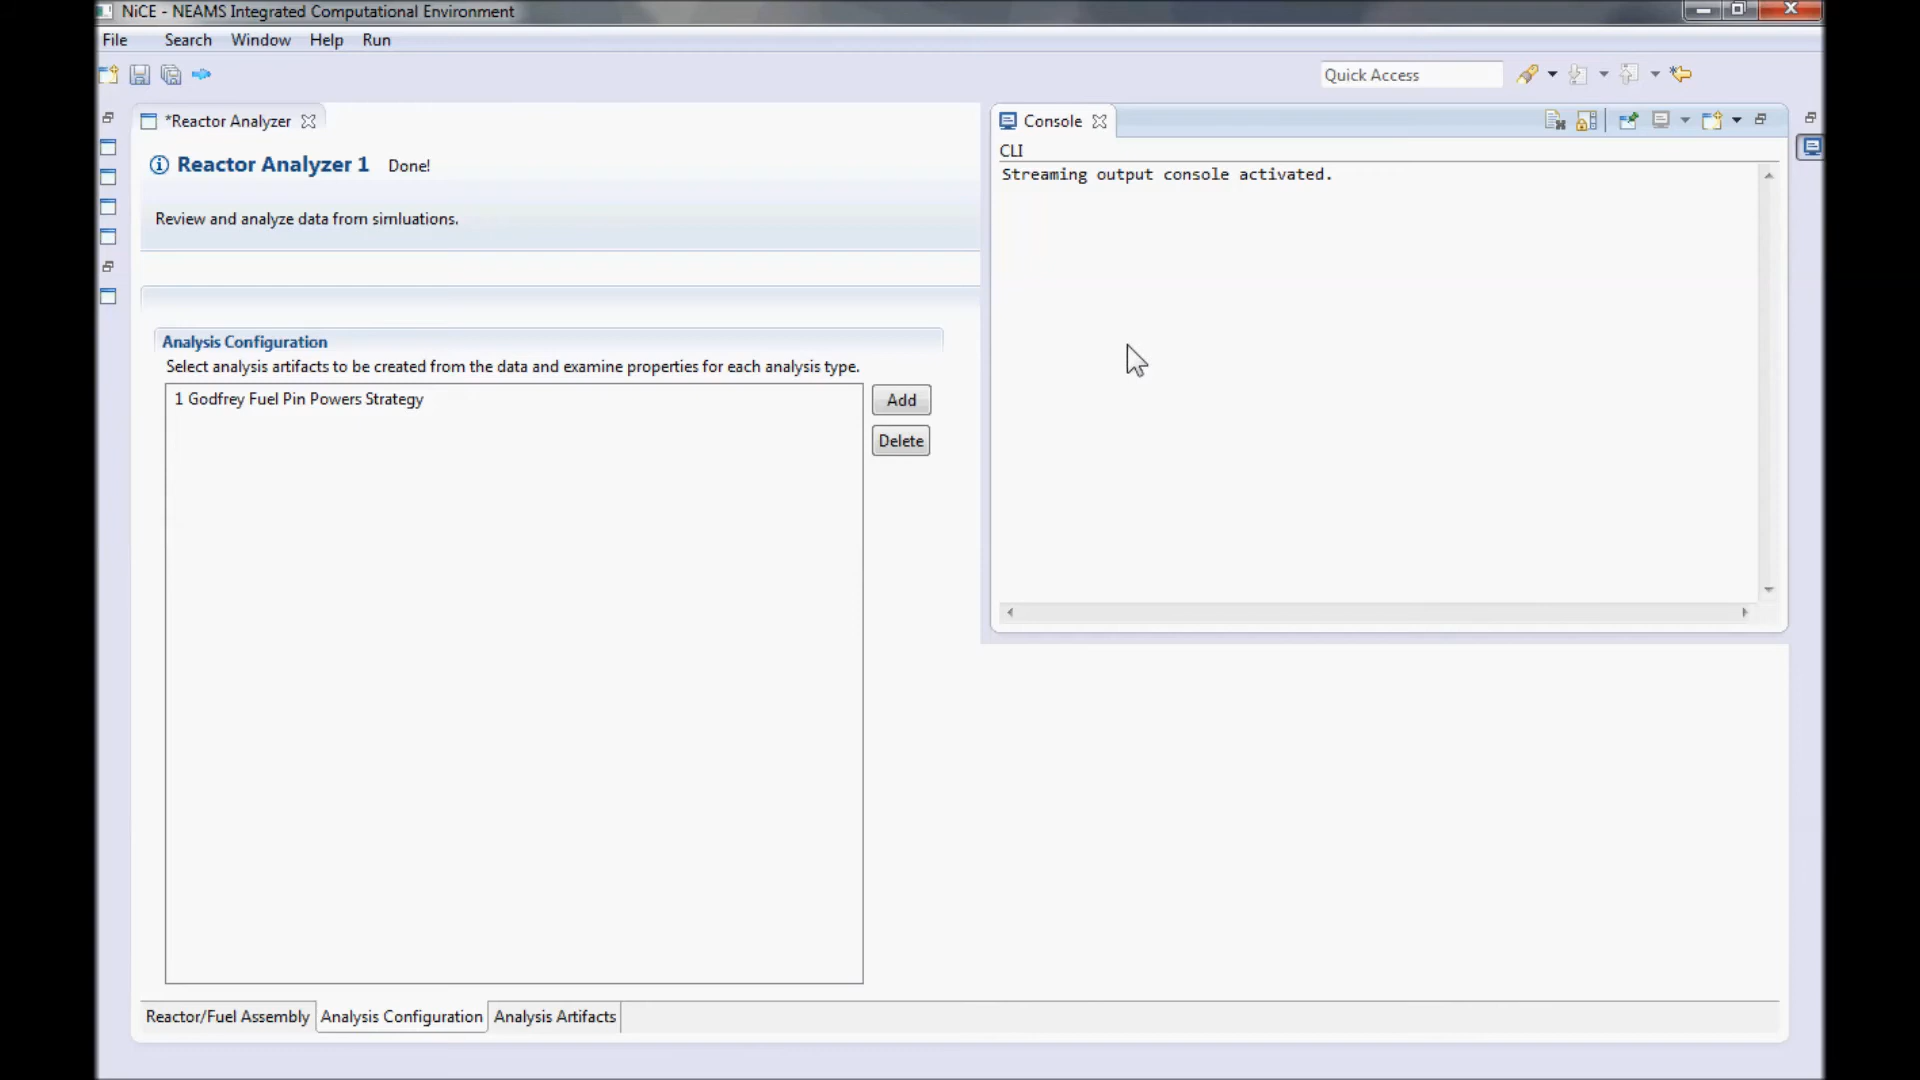 NiCE - NEAMS Integrated Computational Environment
File Search Window Help Run
Quick Access
*Reactor Analyzer
Reactor Analyzer 1 Done!
Review and analyze data from simluations.
Analysis Configuration
Select analysis artifacts to be created from the data and examine properties for each analysis type.
1 Godfrey Fuel Pin Powers Strategy
Add
Delete
Reactor/Fuel Assembly Analysis Configuration Analysis Artifacts
Console
CLI
Streaming output console activated.